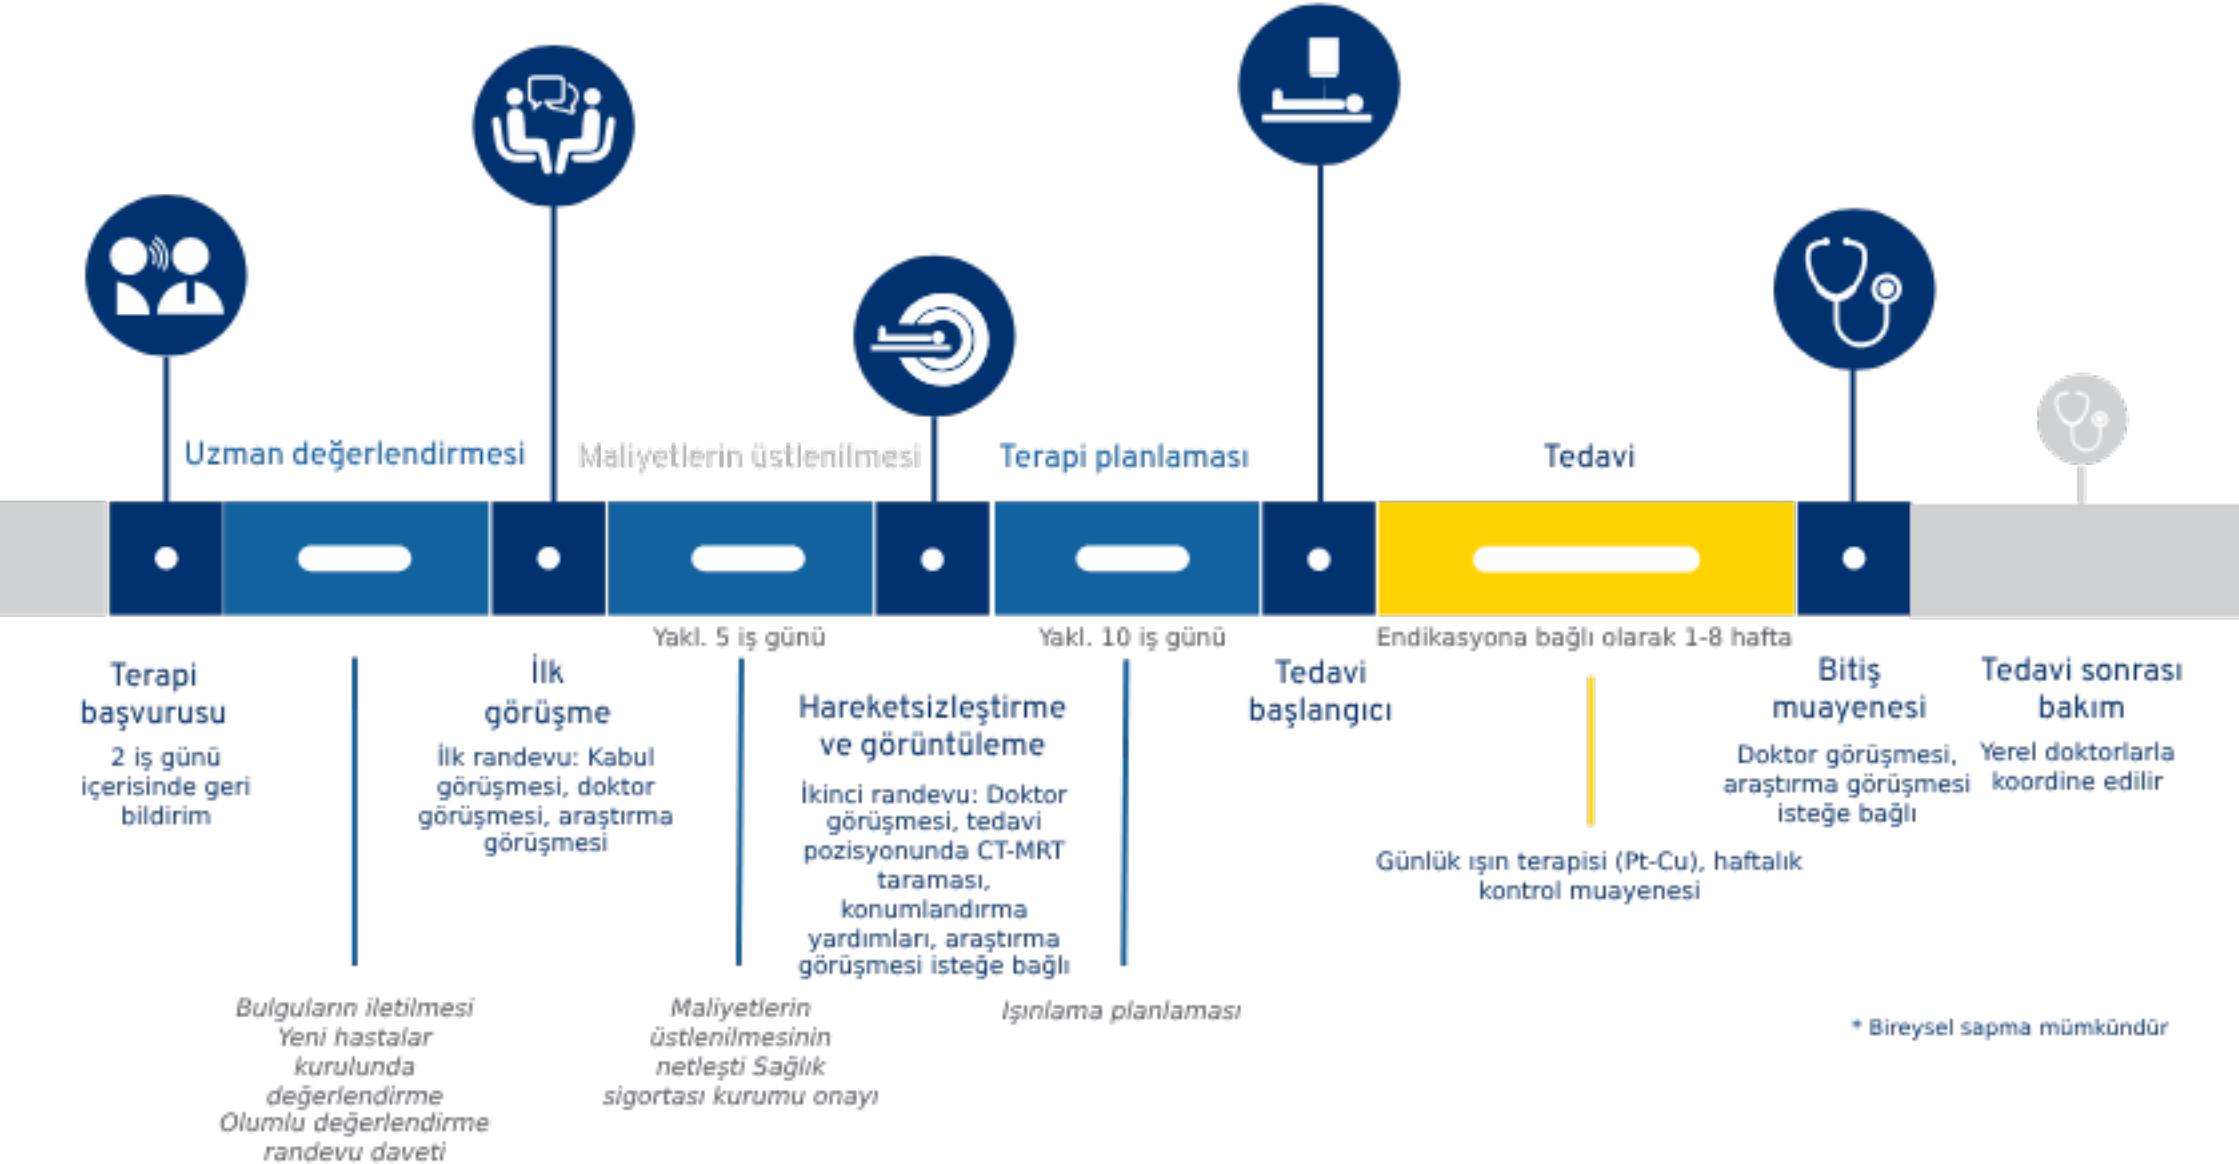 Uzman değerlendirmesi
Maliyetlerin üstlenilmesi
Terapi planlaması
Tedavi
Yakl. 5 iş günü
Yakl. 10 iş günü
Endikasyona bağlı olarak 1-8 hafta
Terapi
başvurusu
2 iş günü
içerisinde geri
bildirim
Bulguların iletilmesi
Yeni hastalar
kurulunda
değerlendirme
Olumlu değerlendirme
randevu daveti
İlk
görüşme
İlk randevu: Kabul
görüşmesi, doktor
görüşmesi, araştırma
görüşmesi
Maliyetlerin
üstlenilmesinin
netleşti Sağlık
sigortası kurumu onayı
Hareketsizleştirme
ve görüntüleme
İkinci randevu: Doktor
görüşmesi, tedavi
pozisyonunda CT-MRT
taraması,
konumlandırma
yardımları, araştırma
görüşmesi isteğe bağlı
Işınlama planlaması
Tedavi
başlangıcı
Günlük ışın terapisi (Pt-Cu), haftalık
kontrol muayenesi
Bitiş
muayenesi
Doktor görüşmesi,
araştırma görüşmesi
isteğe bağlı
Tedavi sonrası
bakım
Yerel doktorlarla
koordine edilir
* Bireysel sapma mümkündür